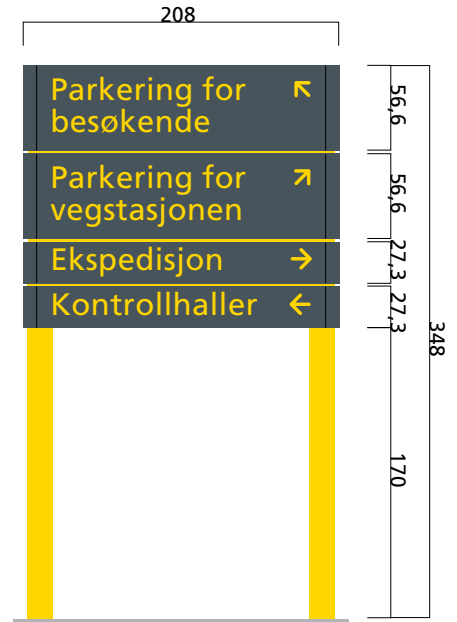 208
Parkering for
besøkende
56,6
Parkering for
vegstasjonen
56,6
Ekspedisjon
27,3
Kontrollhaller
27,3
348
170